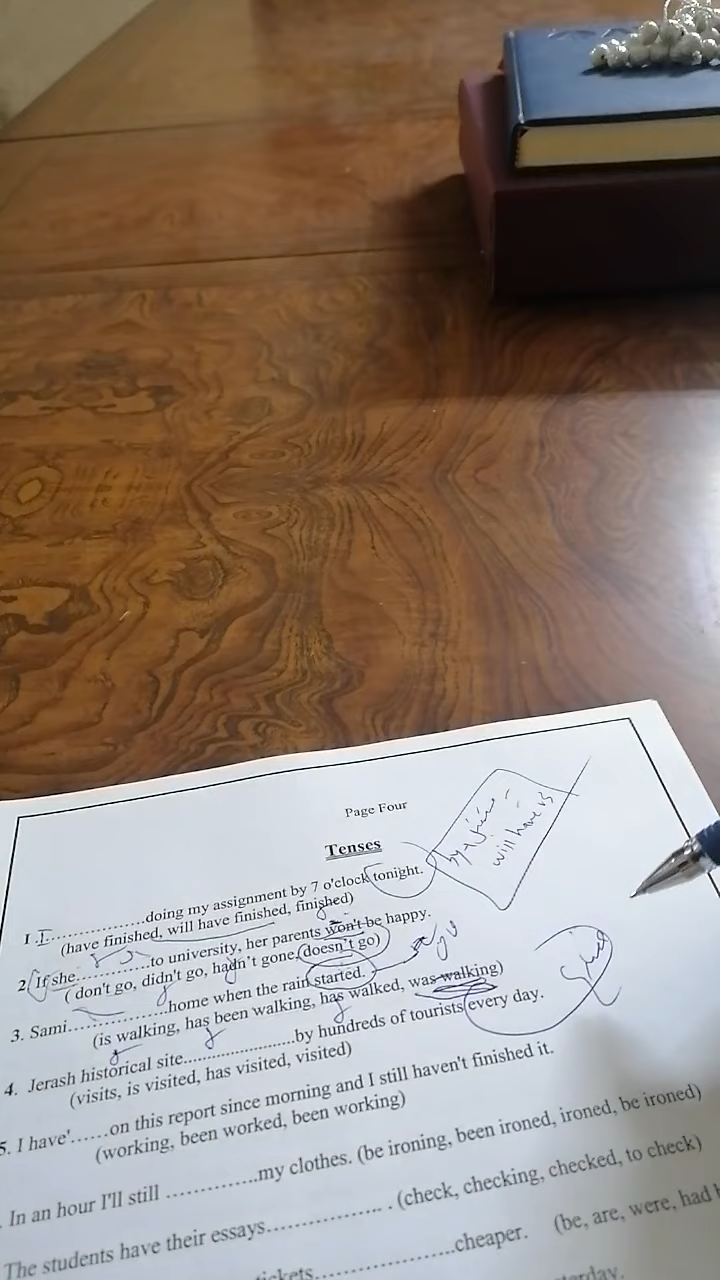 Page Four
Tenses
will have v3
1 .I....................doing my assignment by 7 o'clock tonight.
(have finished, will have finished, finished)
2. If she...............to university, her parents won't be happy.
( don't go, didn't go, hadn't gone, doesn't go)
3. Sami....................home when the rain started.
(is walking, has been walking, has walked, was walking)
4. Jerash historical site......................by hundreds of tourists every day.
(visits, is visited, has visited, visited)
5. I have'......on this report since morning and I still haven't finished it.
(working, been worked, been working)
. In an hour I'll still .............my clothes. (be ironing, been ironed, ironed, be ironed)
The students have their essays................. . (check, checking, checked, to check)
tickets....................cheaper. (be, are, were, had